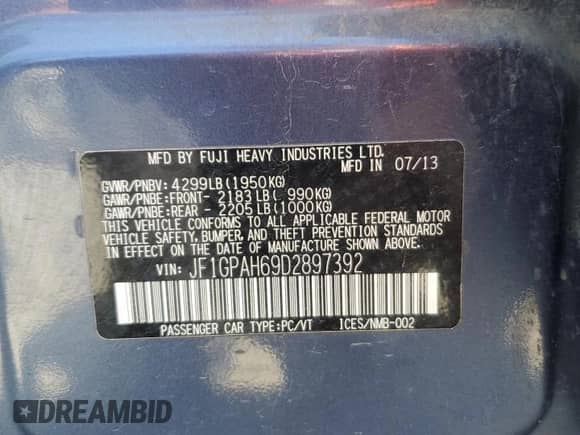 MFD BY FUJI HEAVY INDUSTRIES LTD.
MFD IN 07/13
GVWR/PNBV: 4299LB(1950KG)
GAWR/PNBE:FRONT- 2183LB( 990KG)
GAWR/PNBE:REAR - 2205LB(1000KG)
THIS VEHICLE CONFORMS TO ALL APPLICABLE FEDERAL MOTOR
VEHICLE SAFETY, BUMPER, AND THEFT PREVENTION STANDARDS
IN EFFECT ON THE DATE OF MANUFACTURE SHOWN ABOVE.
VIN: JF1GPAH69D2897392
PASSENGER CAR TYPE:PC/VT ICES/NMB-002
DREAMBID